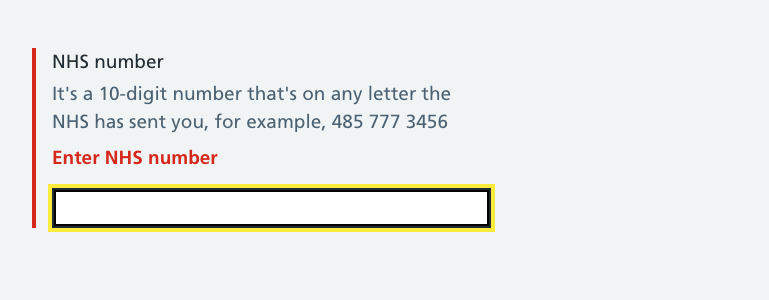 NHS number
It's a 10-digit number that's on any letter the
NHS has sent you, for example, 485 777 3456
Enter NHS number